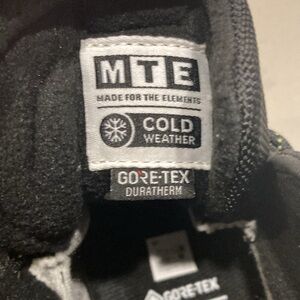 MTE
MADE FOR THE ELEMENTS
COLD
WEATHER
GORE-TEX
DURATHERM
GORE-TEX